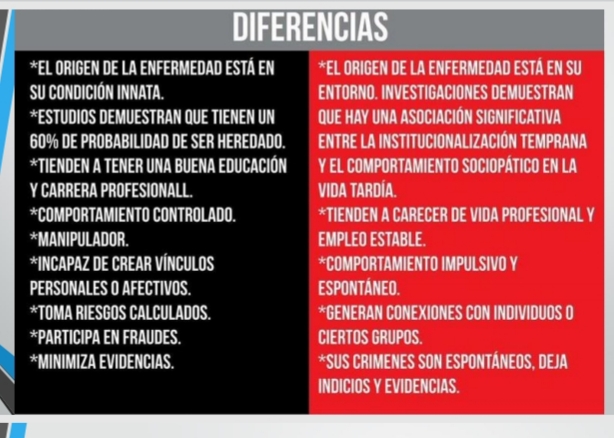 DIFERENCIAS
*EL ORIGEN DE LA ENFERMEDAD ESTÁ EN
SU CONDICIÓN INNATA.
*ESTUDIOS DEMUESTRAN QUE TIENEN UN
60% DE PROBABILIDAD DE SER HEREDADO.
*TIENDEN A TENER UNA BUENA EDUCACIÓN
Y CARRERA PROFESIONALL.
*COMPORTAMIENTO CONTROLADO.
*MANIPULADOR.
*INCAPAZ DE CREAR VÍNCULOS
PERSONALES O AFECTIVOS.
*TOMA RIESGOS CALCULADOS.
*PARTICIPA EN FRAUDES.
*MINIMIZA EVIDENCIAS.
*EL ORIGEN DE LA ENFERMEDAD ESTÁ EN SU
ENTORNO. INVESTIGACIONES DEMUESTRAN
QUE HAY UNA ASOCIACIÓN SIGNIFICATIVA
ENTRE LA INSTITUCIONALIZACIÓN TEMPRANA
Y EL COMPORTAMIENTO SOCIOPÁTICO EN LA
VIDA TARDÍA.
*TIENDEN A CARECER DE VIDA PROFESIONAL Y
EMPLEO ESTABLE.
*COMPORTAMIENTO IMPULSIVO Y
ESPONTÁNEO.
*GENERAN CONEXIONES CON INDIVIDUOS O
CIERTOS GRUPOS.
*SUS CRIMENES SON ESPONTÁNEOS, DEJA
INDICIOS Y EVIDENCIAS.